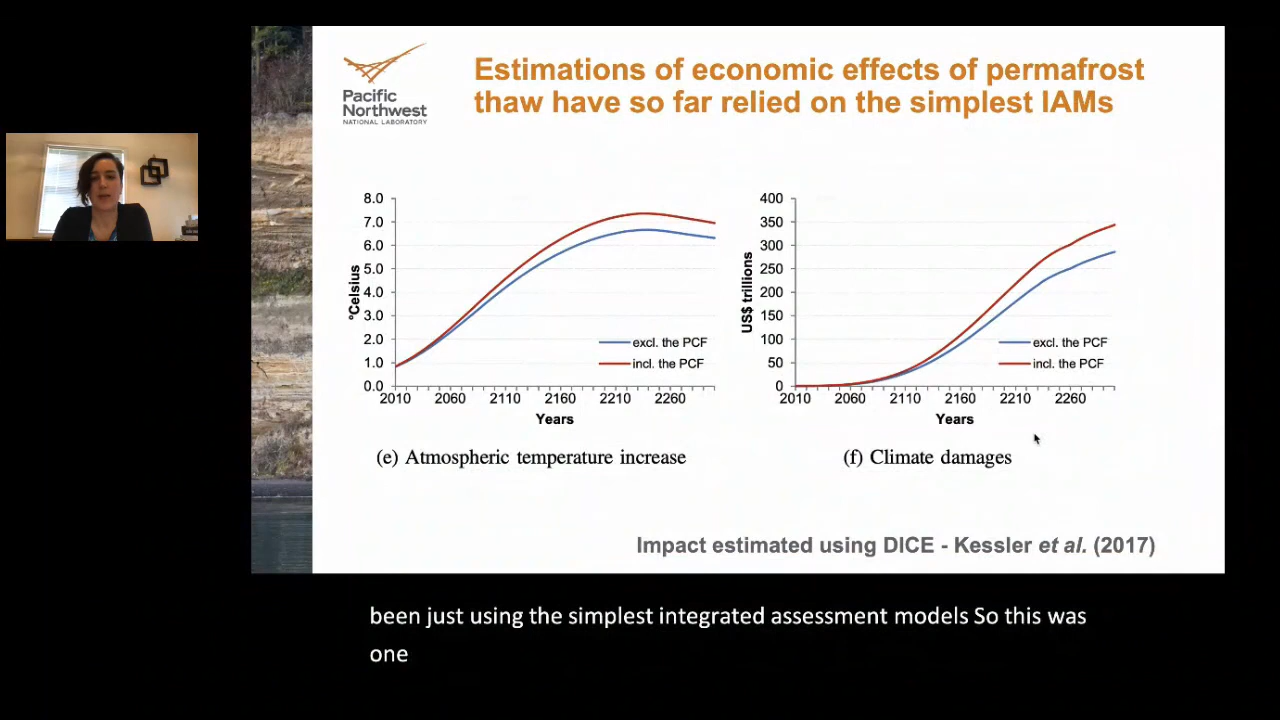 Pacific
Northwest
NATIONAL LABORATORY
Estimations of economic effects of permafrost
thaw have so far relied on the simplest IAMs
8.0
7.0
6.0
5.0
4.0
3.0
2.0
1.0
0.0
°Celsius
excl. the PCF
incl. the PCF
2010 2060 2110 2160 2210 2260
Years
(e) Atmospheric temperature increase
400
350
300
250
200
150
100
50
0
US$ trillions
excl. the PCF
incl. the PCF
2010 2060 2110 2160 2210 2260
Years
(f) Climate damages
Impact estimated using DICE - Kessler et al. (2017)
been just using the simplest integrated assessment models So this was
one